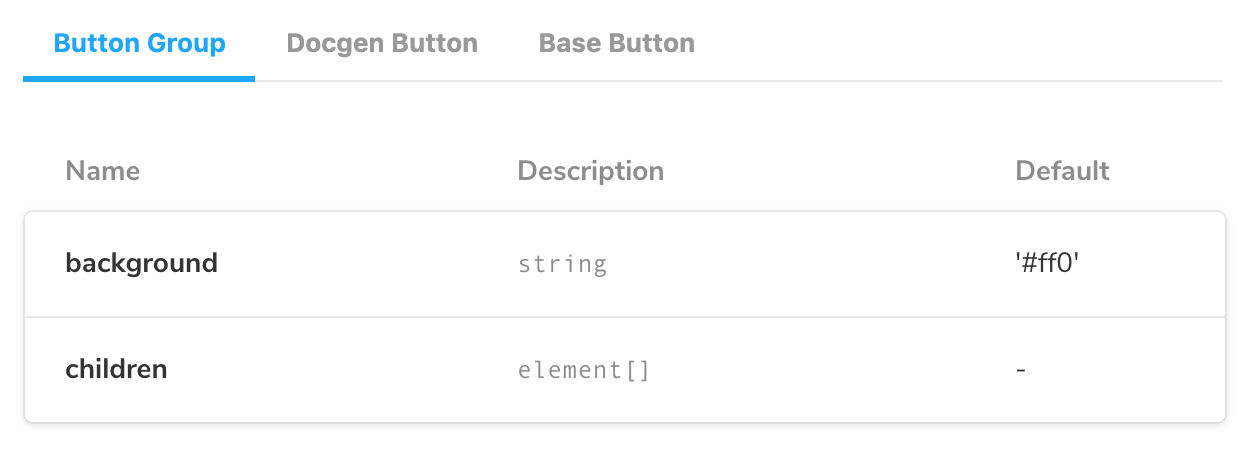 Button Group Docgen Button Base Button
Name Description Default
background string '#ff0'
children element[] -